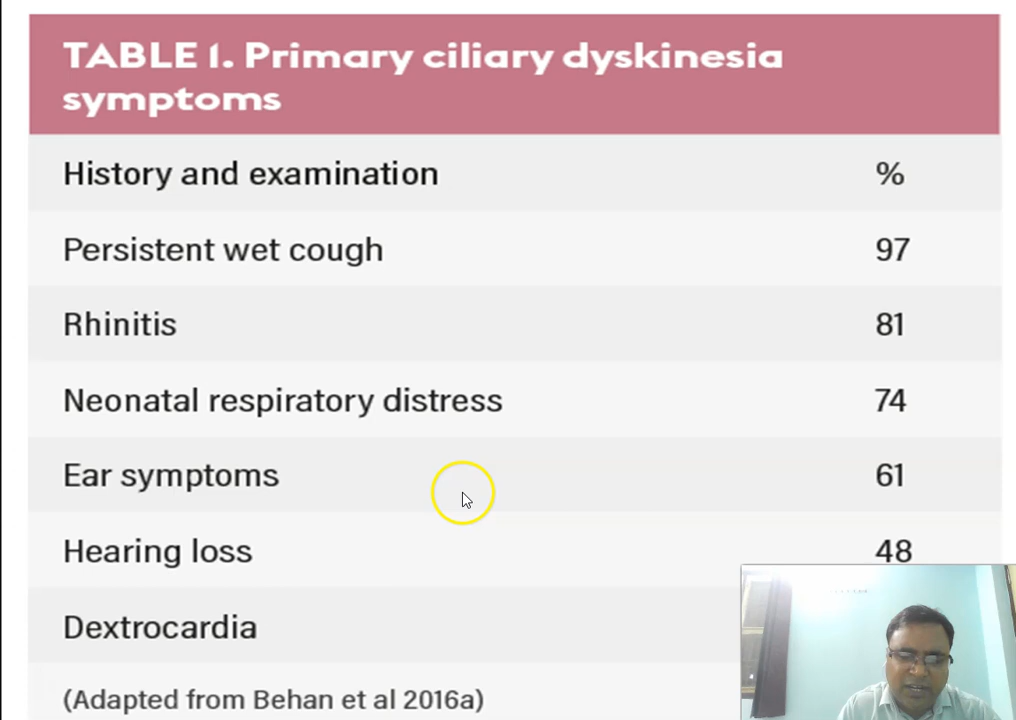 TABLE 1. Primary ciliary dyskinesia
symptoms
History and examination %
Persistent wet cough 97
Rhinitis 81
Neonatal respiratory distress 74
Ear symptoms 61
Hearing loss 48
Dextrocardia
(Adapted from Behan et al 2016a)